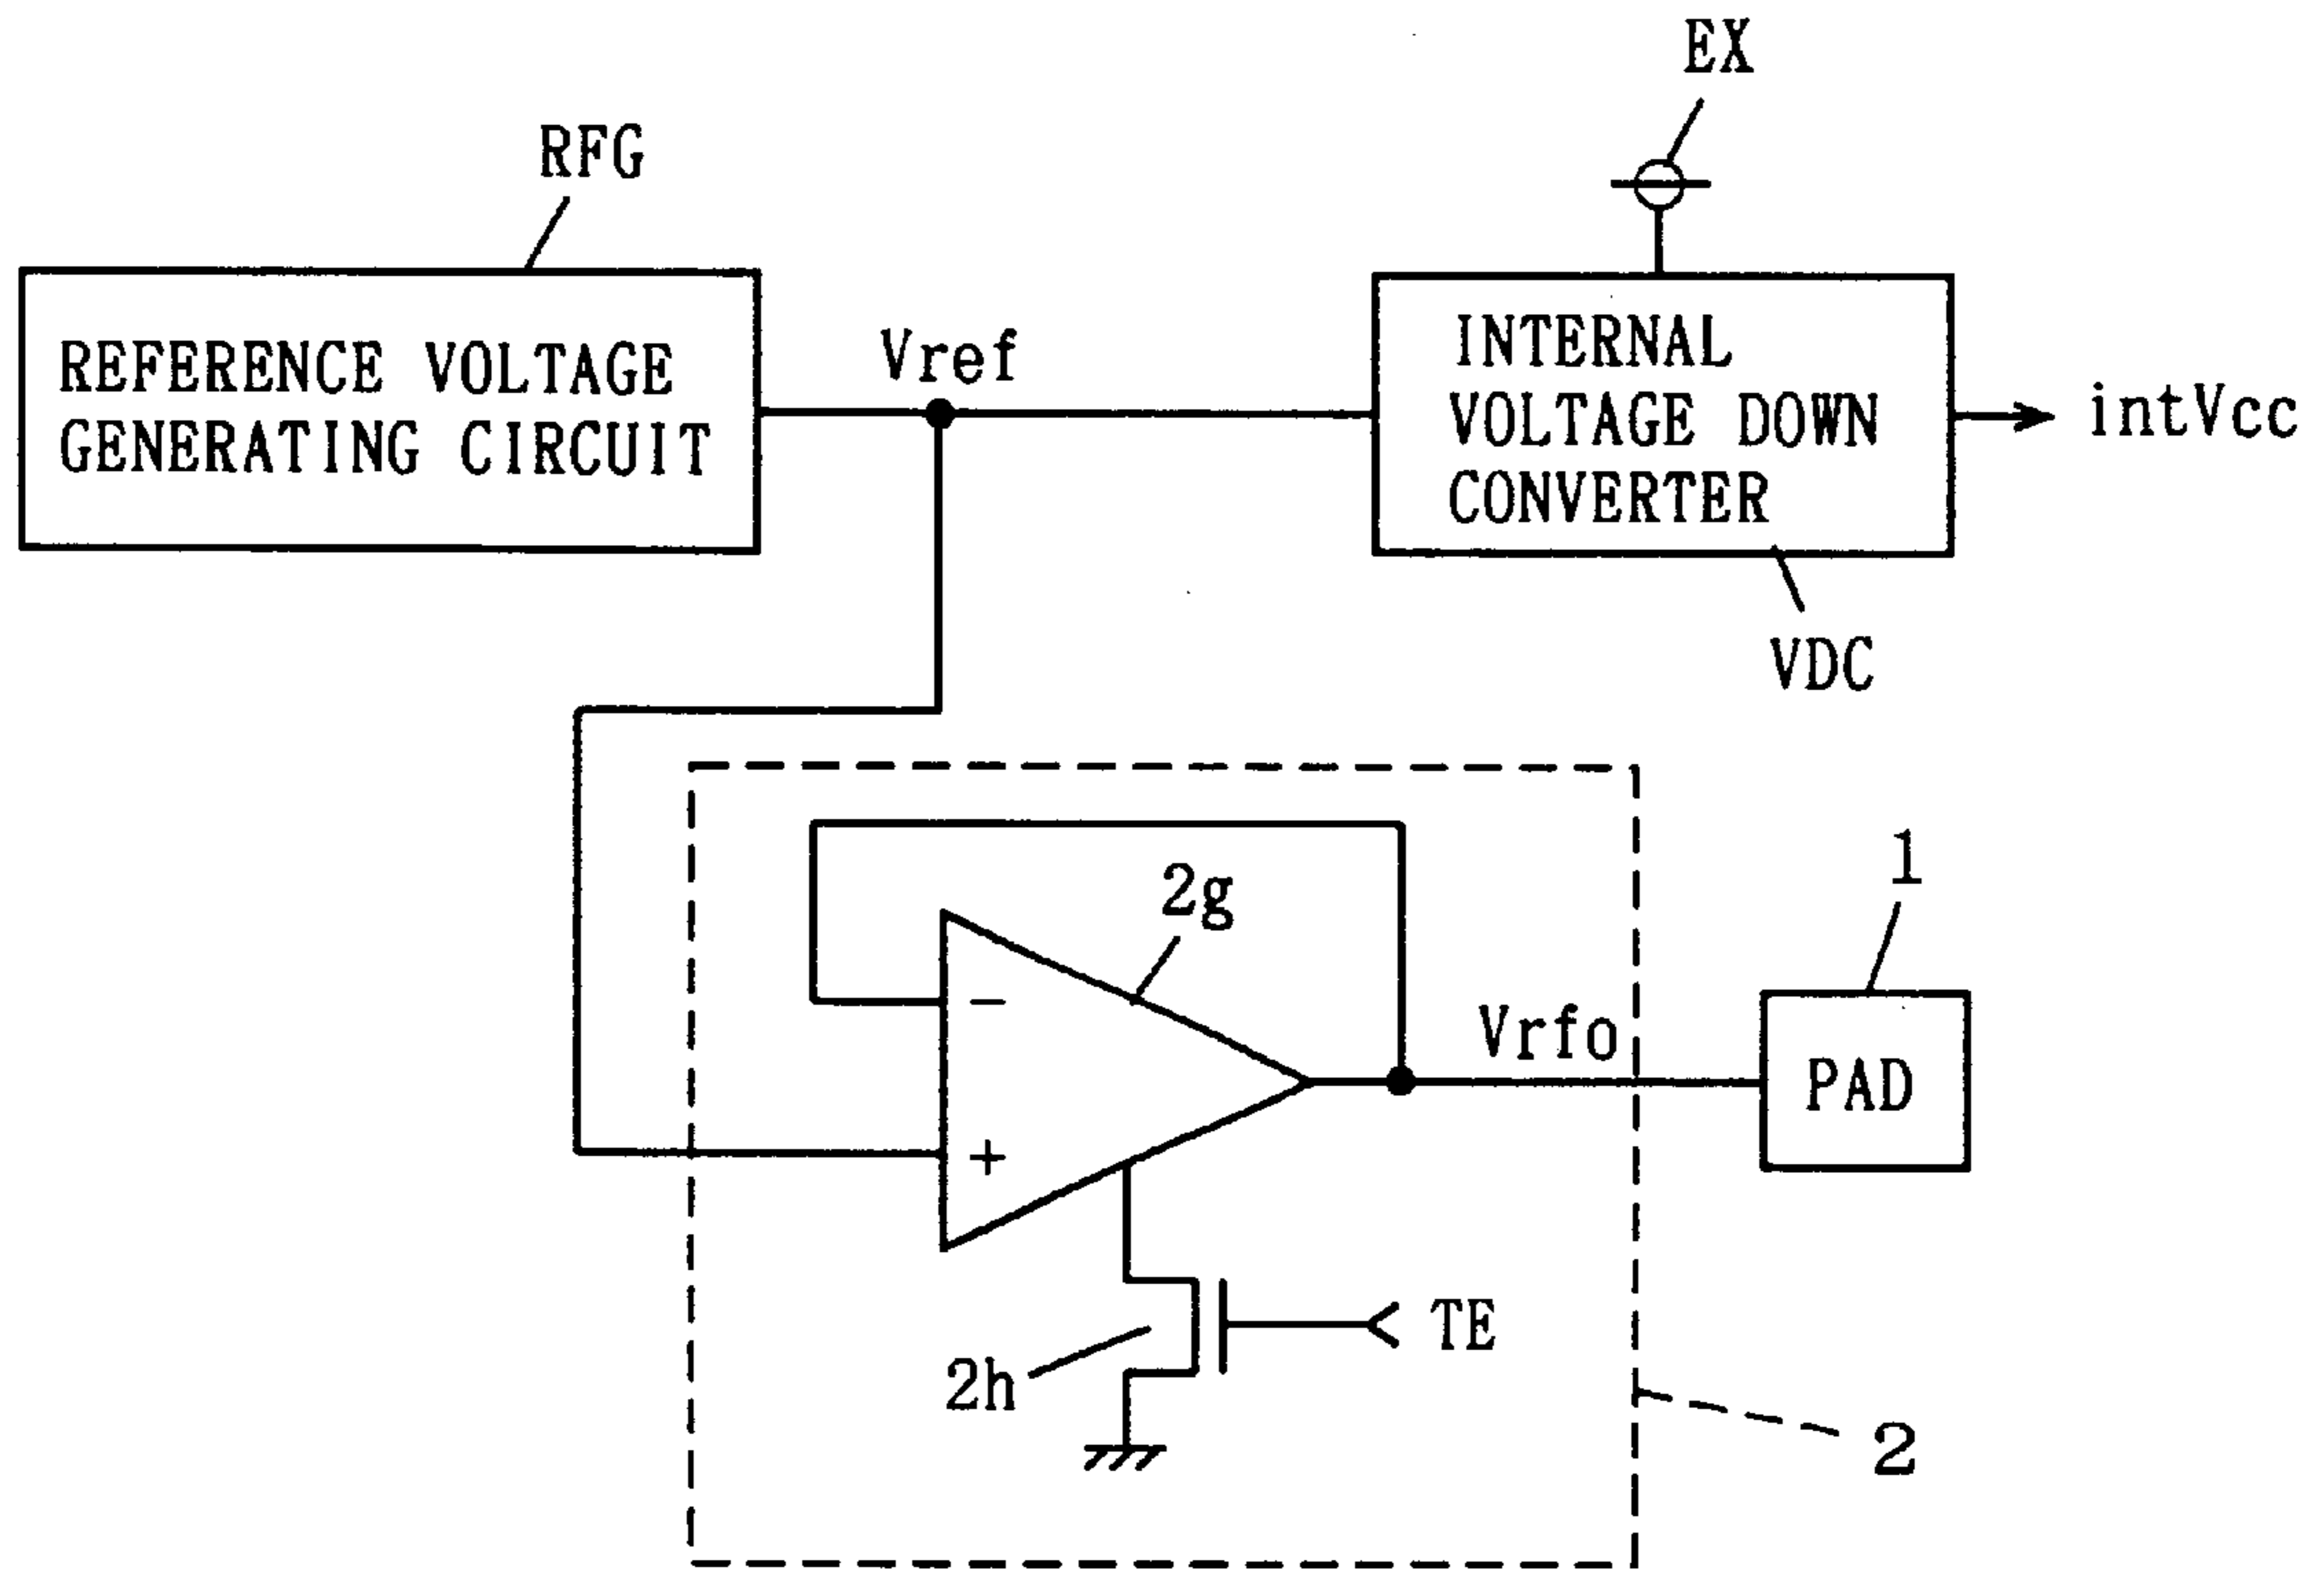 EX
RFG
REFERENCE VOLTAGE
GENERATING CIRCUIT
Vref
INTERNAL
VOLTAGE DOWN
CONVERTER
intVcc
VDC
2g
1
−
Vrfo
PAD
+
TE
2h
2